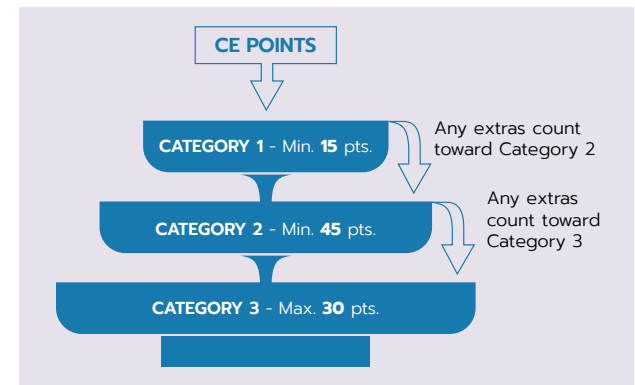 CE POINTS
CATEGORY 1 - Min. 15 pts.
Any extras count
toward Category 2
CATEGORY 2 - Min. 45 pts.
Any extras
count toward
Category 3
CATEGORY 3 - Max. 30 pts.